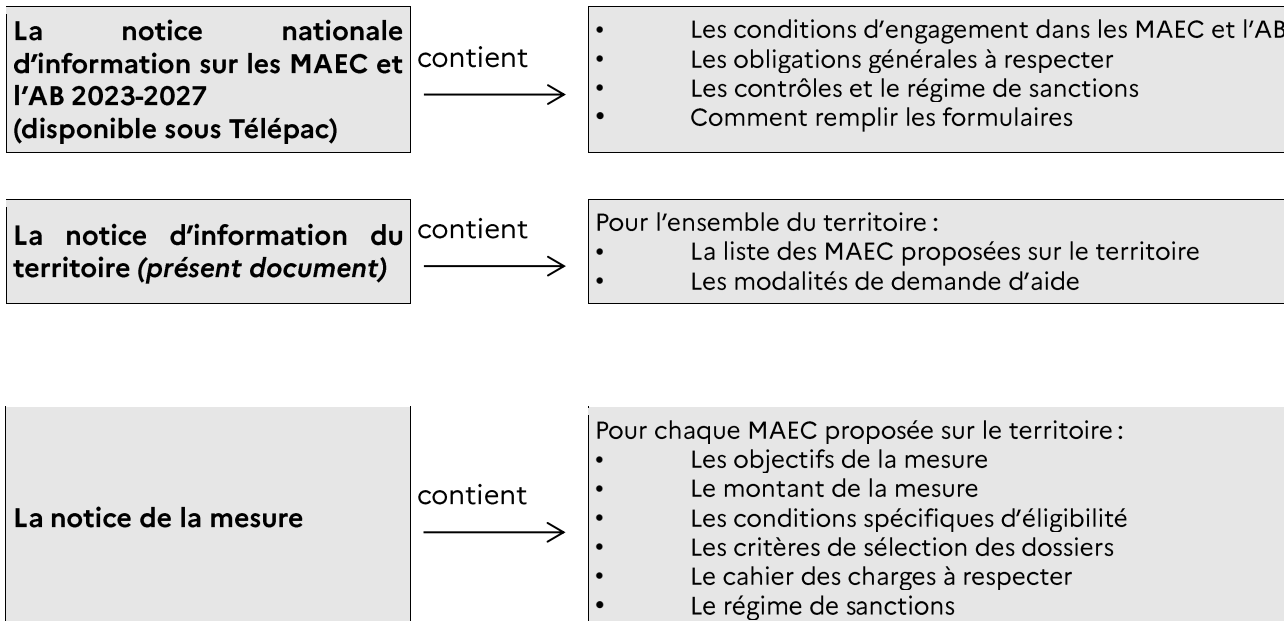 La notice nationale
d'information sur les MAEC et
l'AB 2023-2027
(disponible sous Télépac)
contient
• Les conditions d'engagement dans les MAEC et l'AB
• Les obligations générales à respecter
• Les contrôles et le régime de sanctions
• Comment remplir les formulaires
La notice d'information du
territoire (présent document)
contient
Pour l'ensemble du territoire :
• La liste des MAEC proposées sur le territoire
• Les modalités de demande d'aide
La notice de la mesure
contient
Pour chaque MAEC proposée sur le territoire :
• Les objectifs de la mesure
• Le montant de la mesure
• Les conditions spécifiques d'éligibilité
• Les critères de sélection des dossiers
• Le cahier des charges à respecter
• Le régime de sanctions